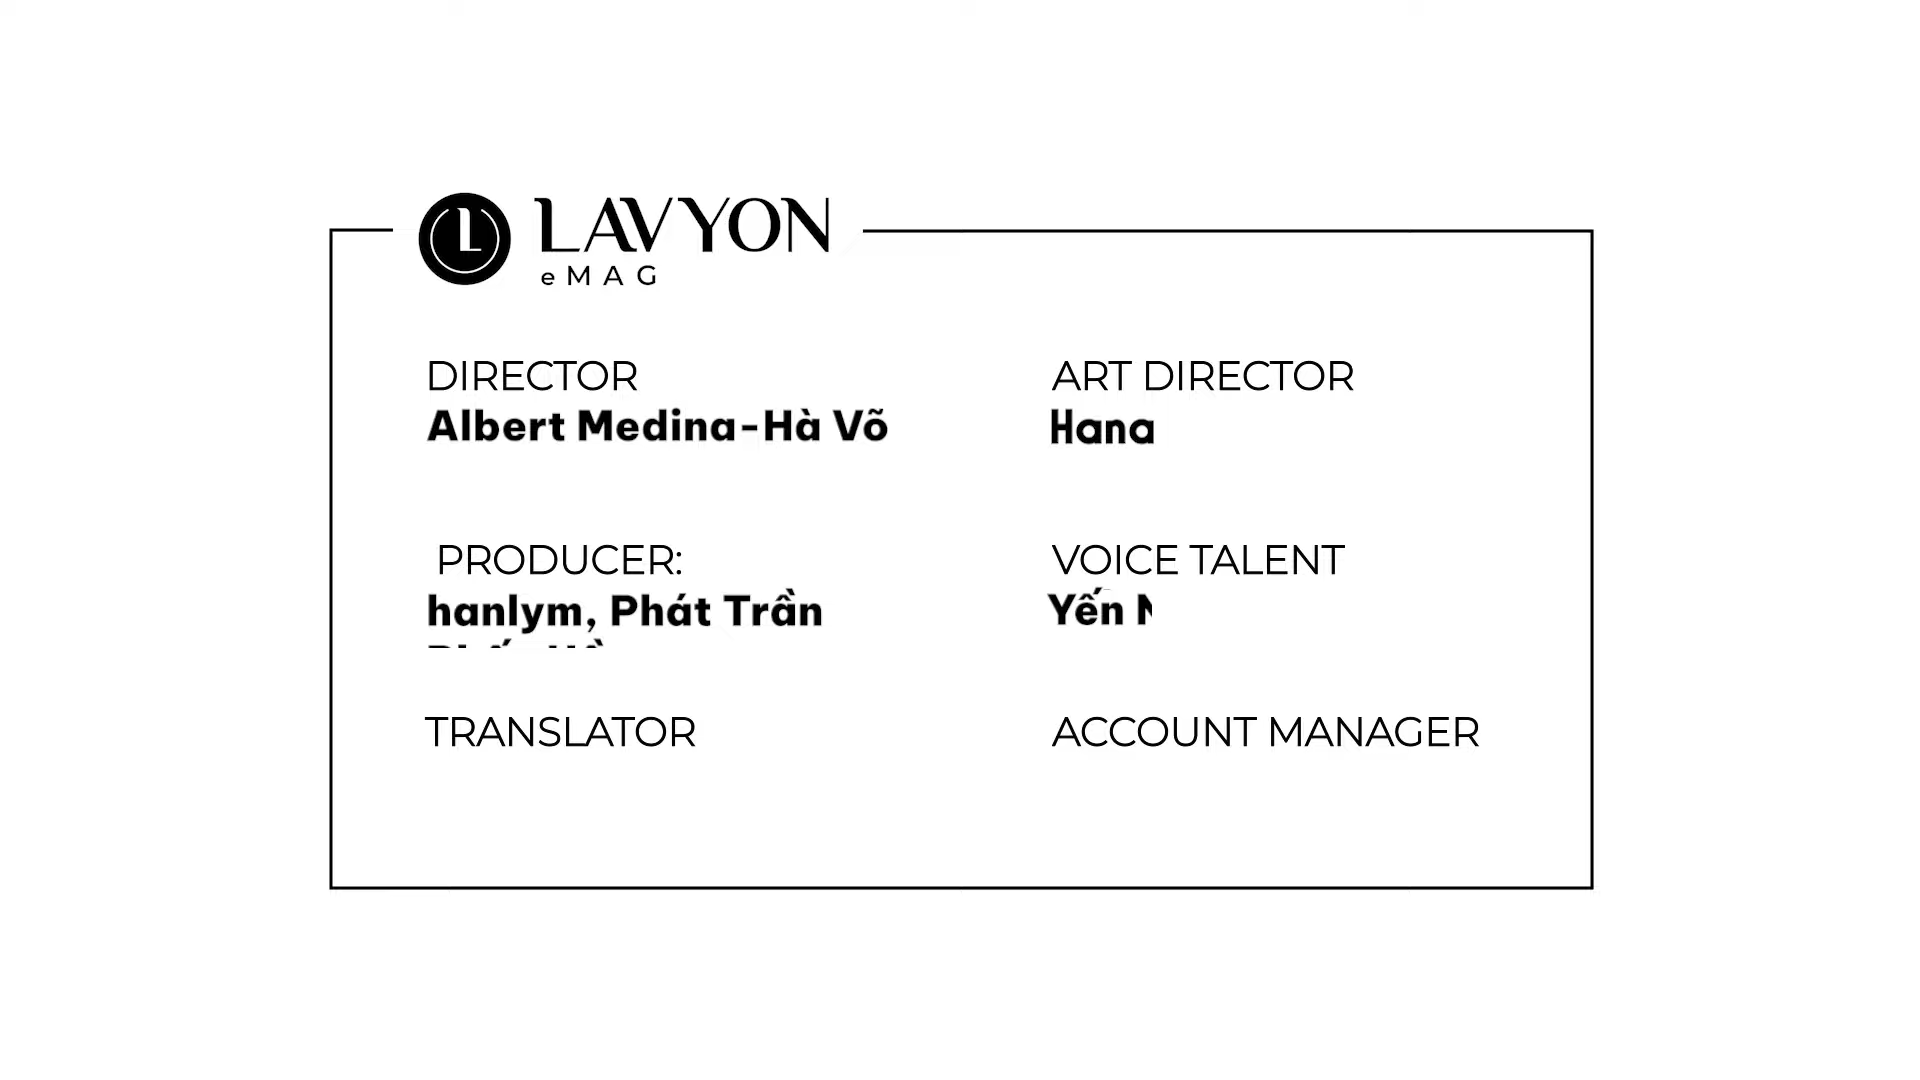 L
LAVYON
eMAG
DIRECTOR
Albert Medina-Hà Võ
ART DIRECTOR
Hana
PRODUCER:
hanlym, Phát Trần
VOICE TALENT
Yến
TRANSLATOR
ACCOUNT MANAGER